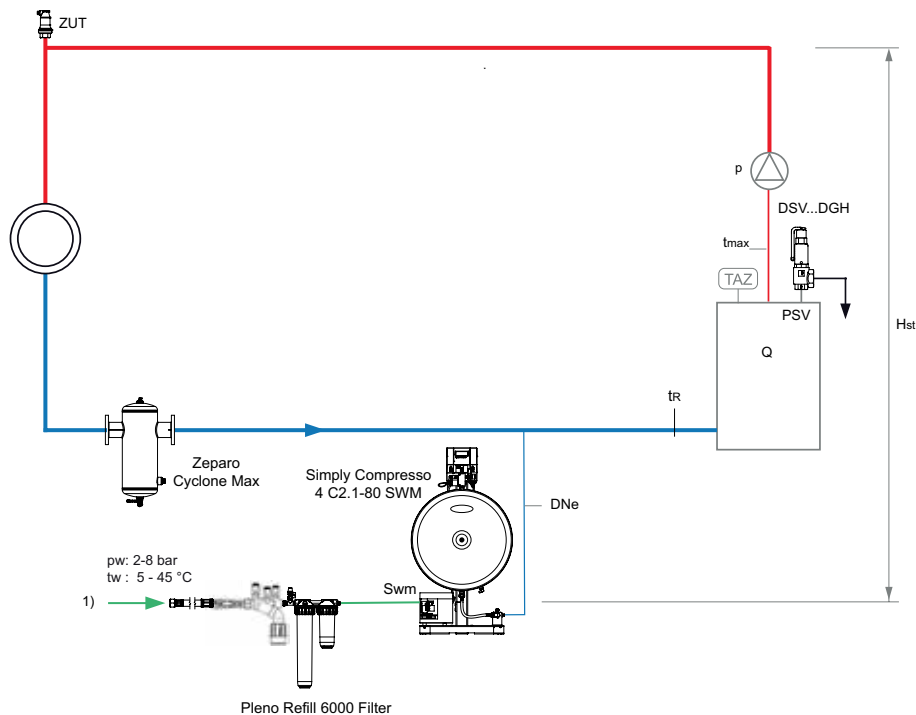 ZUT
p
DSV...DGH
tmax
TAZ
PSV
Hst
Q
tR
Zeparo
Cyclone Max
Simply Compresso
4 C2.1-80 SWM
DNe
pw: 2-8 bar
tw : 5 - 45 °C
Swm
1)
Pleno Refill 6000 Filter